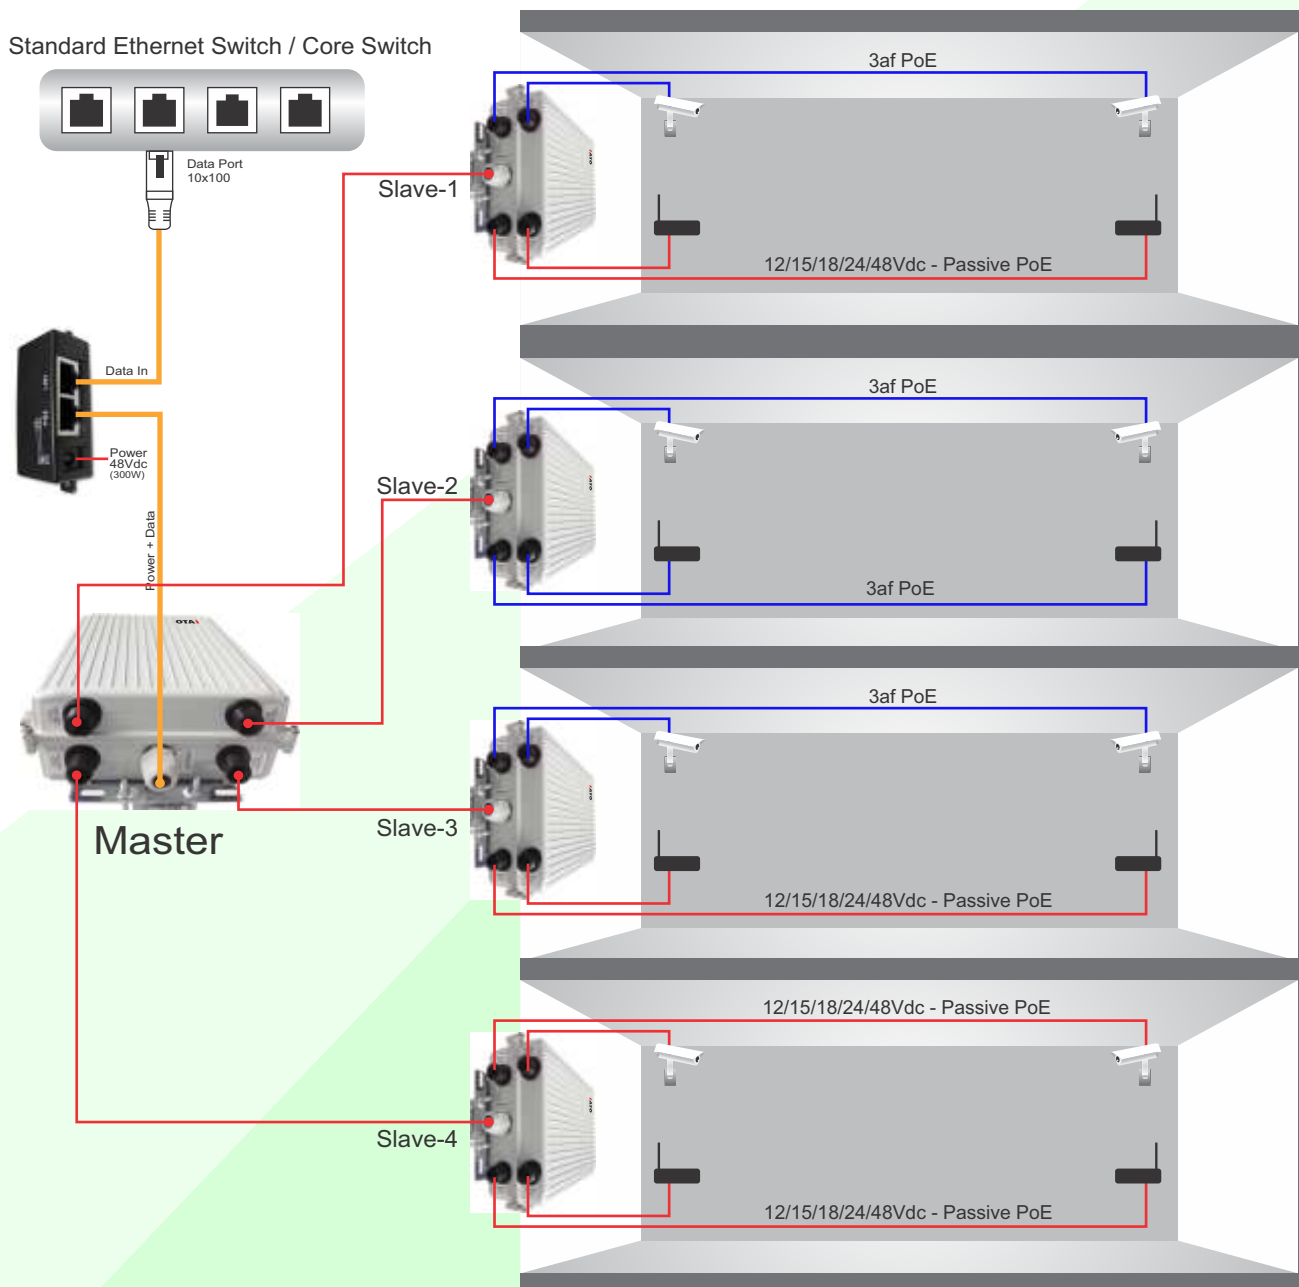 Standard Ethernet Switch / Core Switch
Data Port
10x100
Data In
Power
48Vdc
(300W)
Power + Data
Master
Slave-1
3af PoE
12/15/18/24/48Vdc - Passive PoE
Slave-2
3af PoE
3af PoE
Slave-3
3af PoE
12/15/18/24/48Vdc - Passive PoE
Slave-4
12/15/18/24/48Vdc - Passive PoE
12/15/18/24/48Vdc - Passive PoE